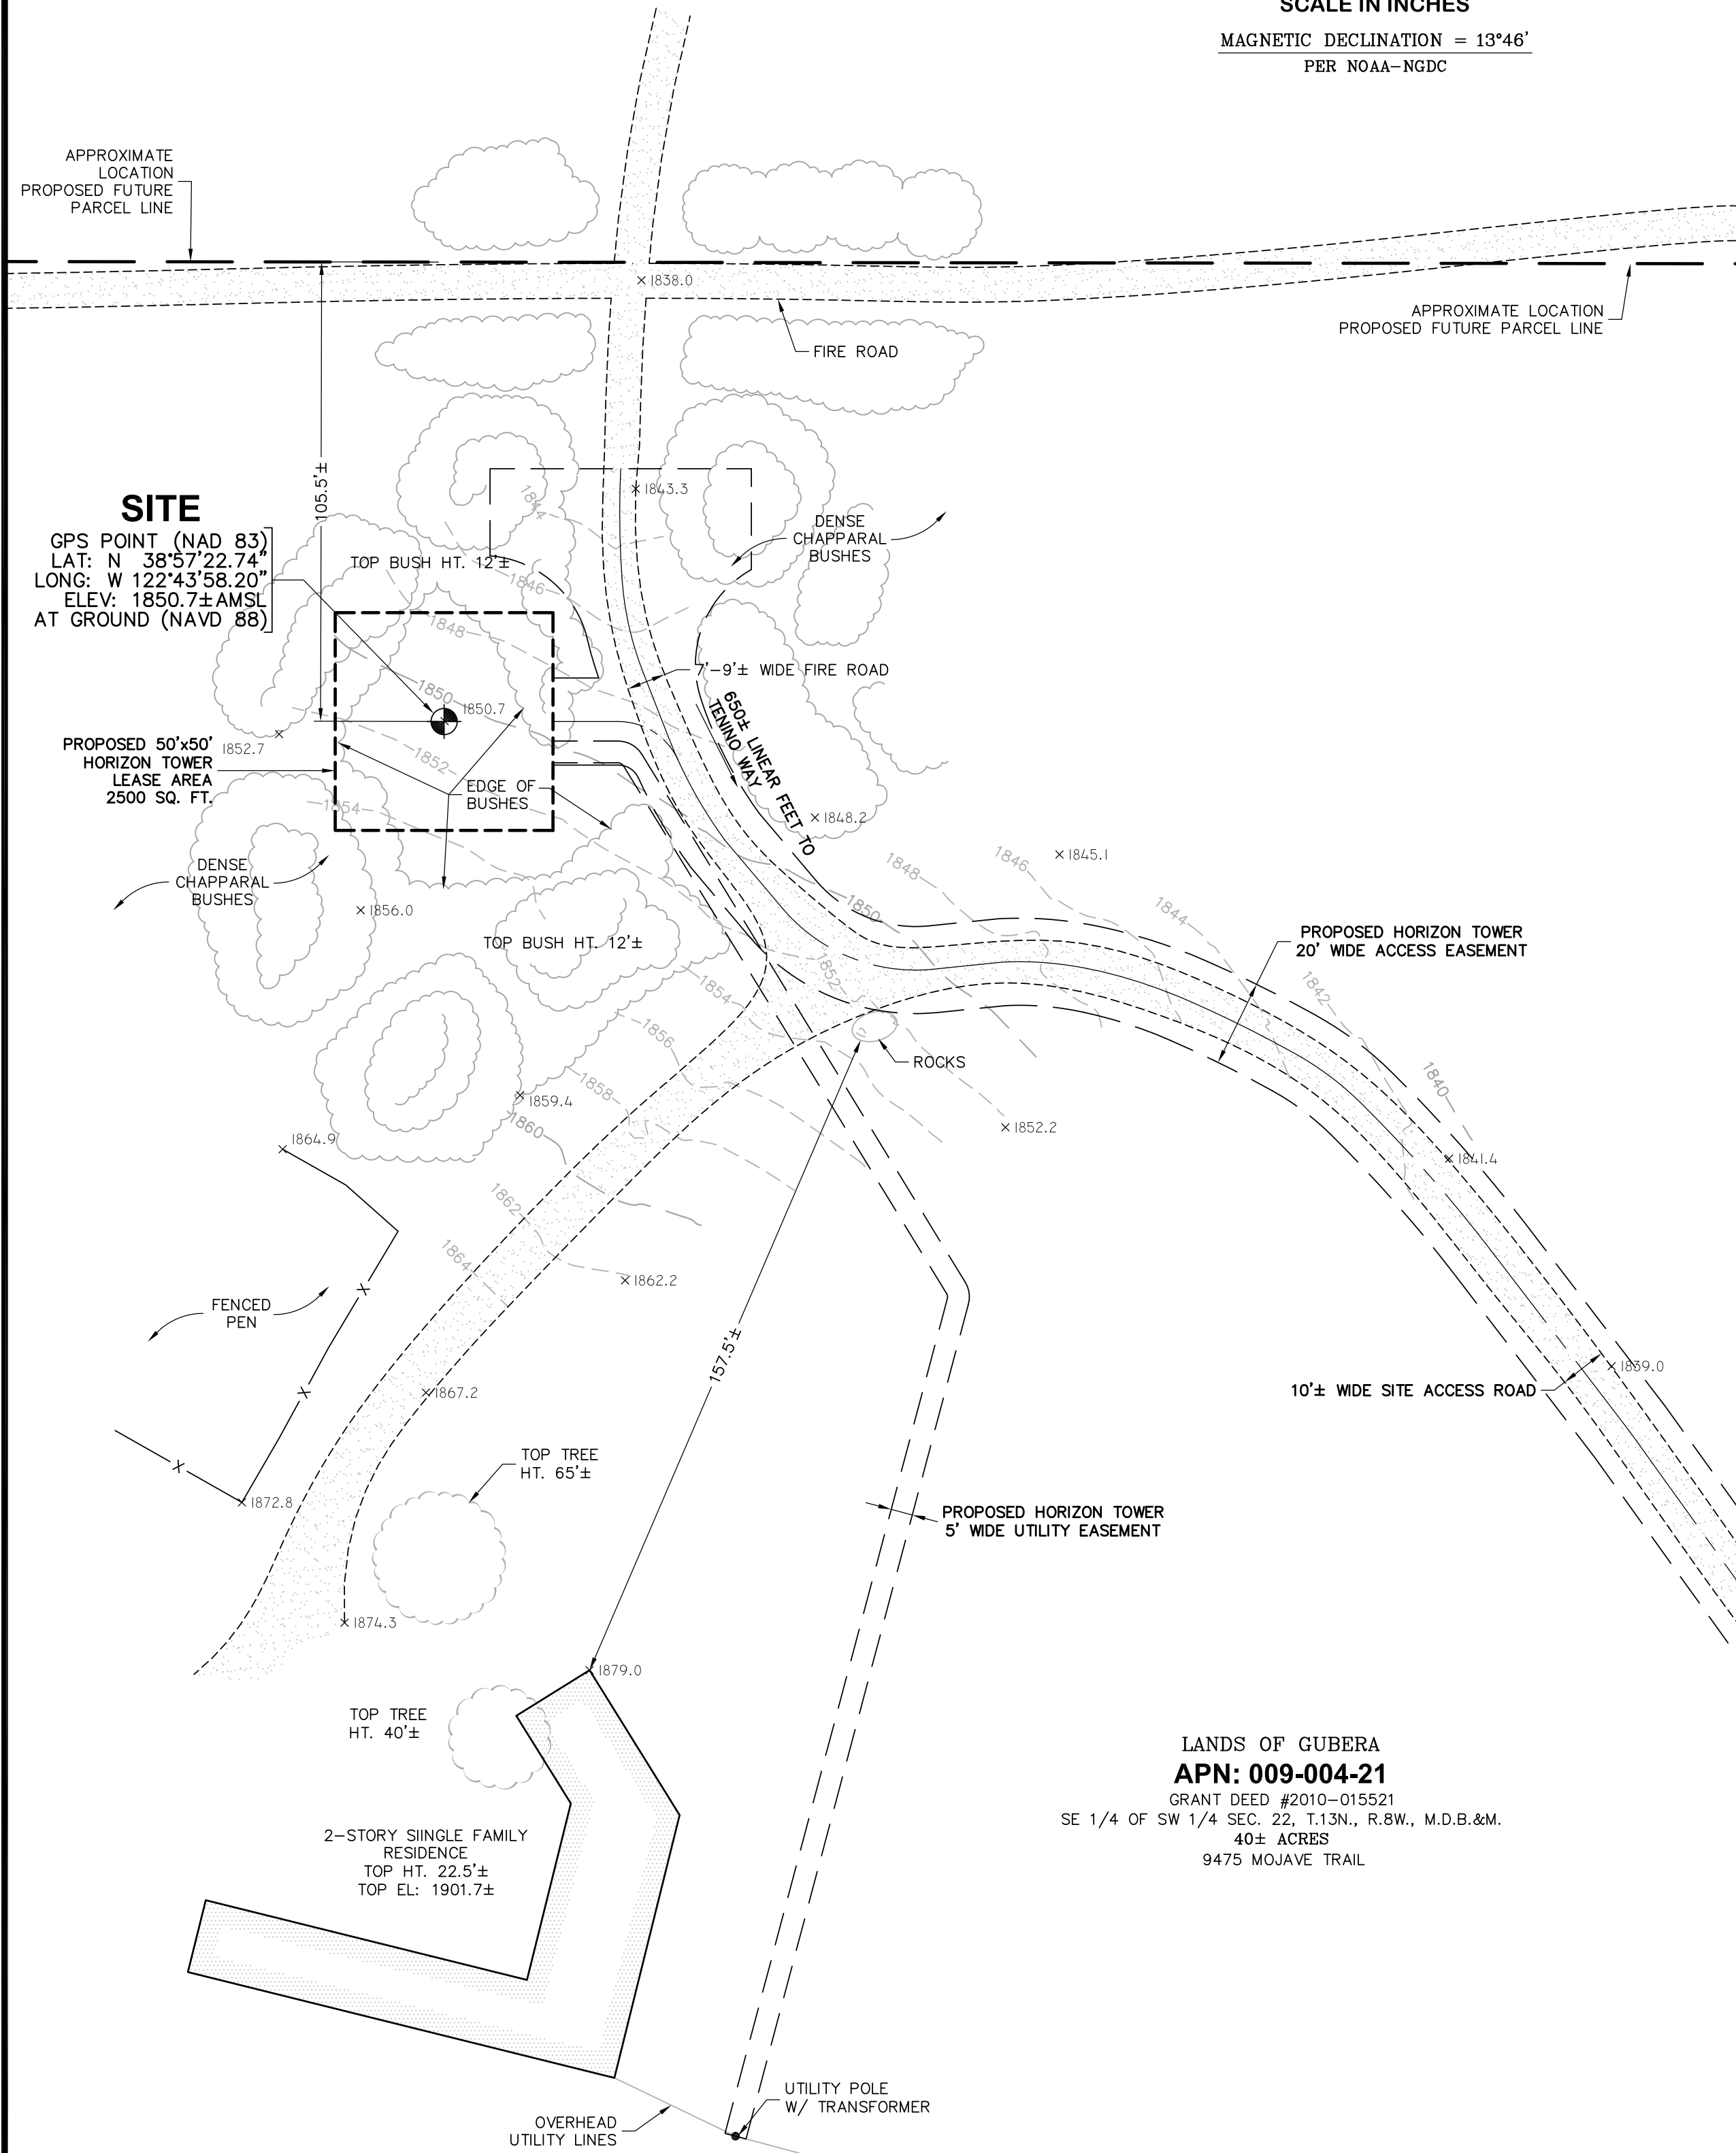 SCALE IN INCHES
MAGNETIC DECLINATION = 13°46'
PER NOAA-NGDC
APPROXIMATE
LOCATION
PROPOSED FUTURE
PARCEL LINE
1838.0
APPROXIMATE LOCATION
PROPOSED FUTURE PARCEL LINE
FIRE ROAD
105.5'±
SITE
GPS POINT (NAD 83)
LAT: N 38°57'22.74"
LONG: W 122°43'58.20"
ELEV: 1850.7±AMSL
AT GROUND (NAVD 88)
1843.3
1844
DENSE
CHAPPARAL
BUSHES
TOP BUSH HT. 12'±
1846
1848
7'-9'± WIDE FIRE ROAD
1850
1850.7
650± LINEAR FEET TO
TENINO WAY
1852.7
PROPOSED 50'x50'
HORIZON TOWER
LEASE AREA
2500 SQ. FT.
1852
EDGE OF
BUSHES
1854
1848.2
1845.1
DENSE
CHAPPARAL
BUSHES
1848
1846
1844
1856.0
1850
TOP BUSH HT. 12'±
PROPOSED HORIZON TOWER
20' WIDE ACCESS EASEMENT
1852
1854
1842
1856
ROCKS
1858
1840
1859.4
1860
1852.2
1864.9
1841.4
1862
1864
1862.2
FENCED
PEN
X
X
X
157.5'±
1867.2
1839.0
10'± WIDE SITE ACCESS ROAD
TOP TREE
HT. 65'±
1872.8
PROPOSED HORIZON TOWER
5' WIDE UTILITY EASEMENT
1874.3
1879.0
TOP TREE
HT. 40'±
LANDS OF GUBERA
APN: 009-004-21
GRANT DEED #2010-015521
SE 1/4 OF SW 1/4 SEC. 22, T.13N., R.8W., M.D.B.&M.
40± ACRES
9475 MOJAVE TRAIL
2-STORY SIINGLE FAMILY
RESIDENCE
TOP HT. 22.5'±
TOP EL: 1901.7±
UTILITY POLE
W/ TRANSFORMER
OVERHEAD
UTILITY LINES